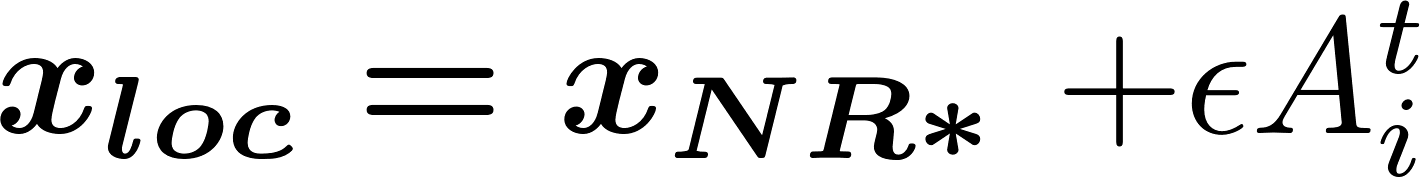 x_{loc} = x_{NR*} + ϵA_i^t